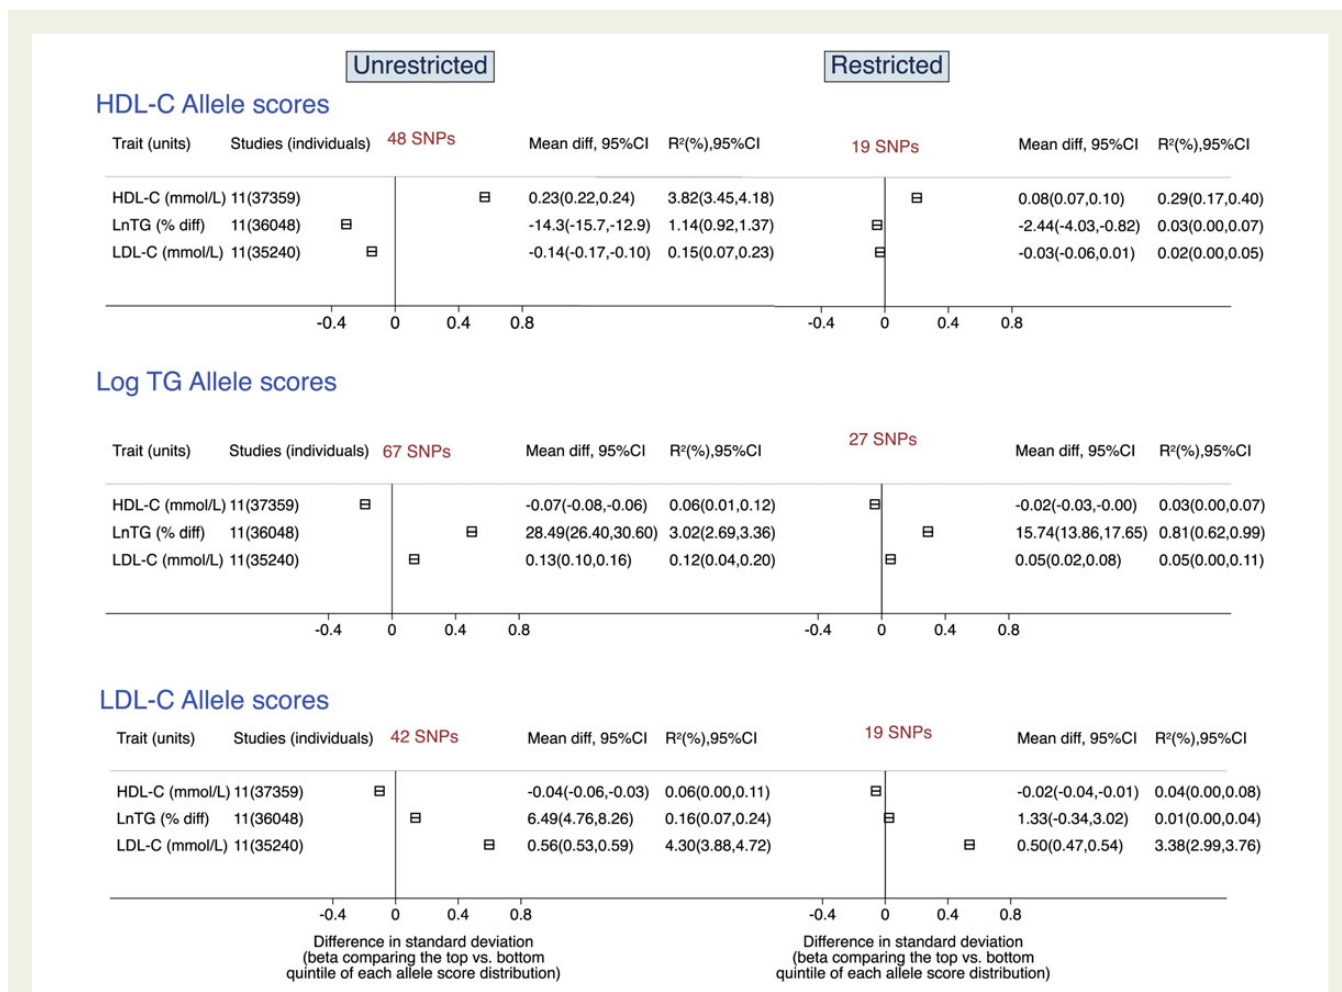 Unrestricted Restricted
HDL-C Allele scores
Trait (units) Studies (individuals) 48 SNPs Mean diff, 95%CI R²(%),95%CI 19 SNPs Mean diff, 95%CI R²(%),95%CI
HDL-C (mmol/L) 11(37359) 0.23(0.22,0.24) 3.82(3.45,4.18) 0.08(0.07,0.10) 0.29(0.17,0.40)
LnTG (% diff) 11(36048) -14.3(-15.7,-12.9) 1.14(0.92,1.37) -2.44(-4.03,-0.82) 0.03(0.00,0.07)
LDL-C (mmol/L) 11(35240) -0.14(-0.17,-0.10) 0.15(0.07,0.23) -0.03(-0.06,0.01) 0.02(0.00,0.05)
-0.4 0 0.4 0.8 -0.4 0 0.4 0.8
Log TG Allele scores
Trait (units) Studies (individuals) 67 SNPs Mean diff, 95%CI R²(%),95%CI 27 SNPs Mean diff, 95%CI R²(%),95%CI
HDL-C (mmol/L) 11(37359) -0.07(-0.08,-0.06) 0.06(0.01,0.12) -0.02(-0.03,-0.00) 0.03(0.00,0.07)
LnTG (% diff) 11(36048) 28.49(26.40,30.60) 3.02(2.69,3.36) 15.74(13.86,17.65) 0.81(0.62,0.99)
LDL-C (mmol/L) 11(35240) 0.13(0.10,0.16) 0.12(0.04,0.20) 0.05(0.02,0.08) 0.05(0.00,0.11)
-0.4 0 0.4 0.8 -0.4 0 0.4 0.8
LDL-C Allele scores
Trait (units) Studies (individuals) 42 SNPs Mean diff, 95%CI R²(%),95%CI 19 SNPs Mean diff, 95%CI R²(%),95%CI
HDL-C (mmol/L) 11(37359) -0.04(-0.06,-0.03) 0.06(0.00,0.11) -0.02(-0.04,-0.01) 0.04(0.00,0.08)
LnTG (% diff) 11(36048) 6.49(4.76,8.26) 0.16(0.07,0.24) 1.33(-0.34,3.02) 0.01(0.00,0.04)
LDL-C (mmol/L) 11(35240) 0.56(0.53,0.59) 4.30(3.88,4.72) 0.50(0.47,0.54) 3.38(2.99,3.76)
-0.4 0 0.4 0.8 -0.4 0 0.4 0.8
Difference in standard deviation Difference in standard deviation
(beta comparing the top vs. bottom (beta comparing the top vs. bottom
quintile of each allele score distribution) quintile of each allele score distribution)